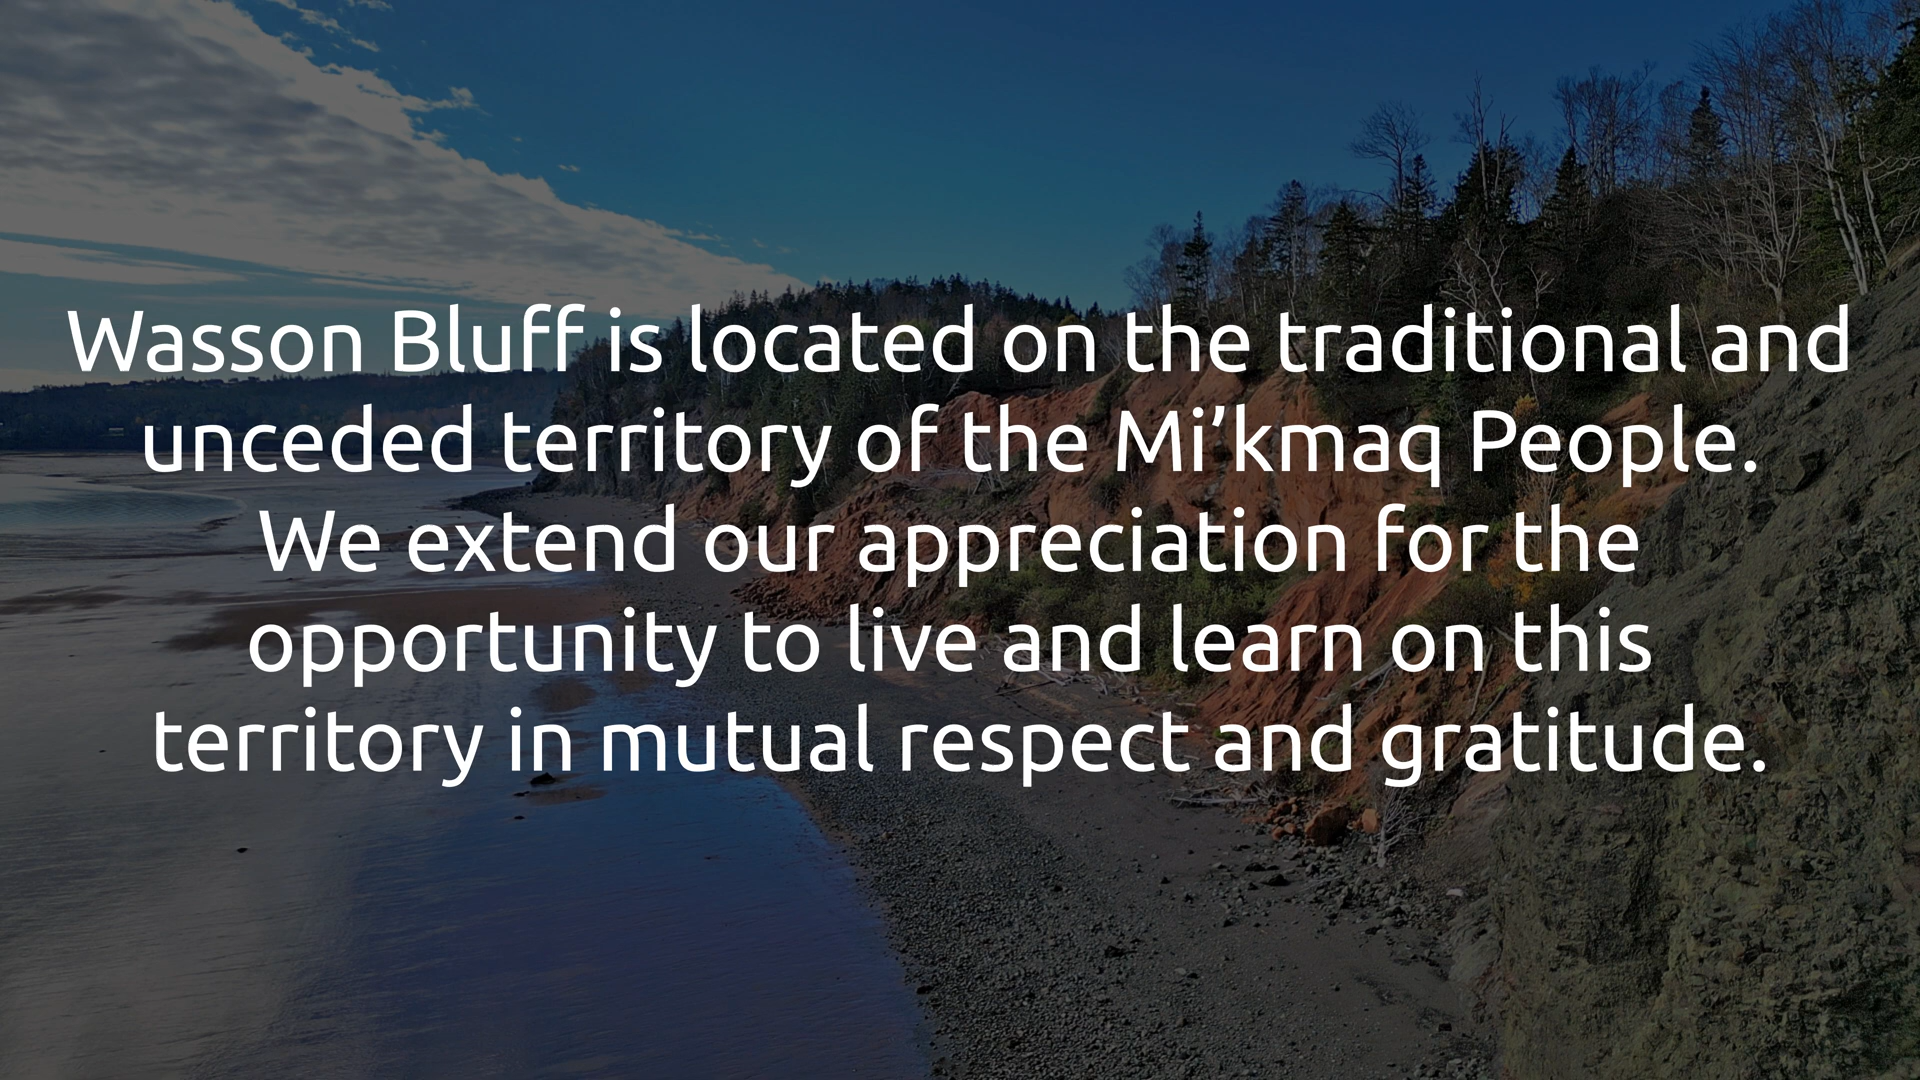 Wasson Bluff is located on the traditional and
unceded territory of the Mi’kmaq People.
We extend our appreciation for the
opportunity to live and learn on this
territory in mutual respect and gratitude.